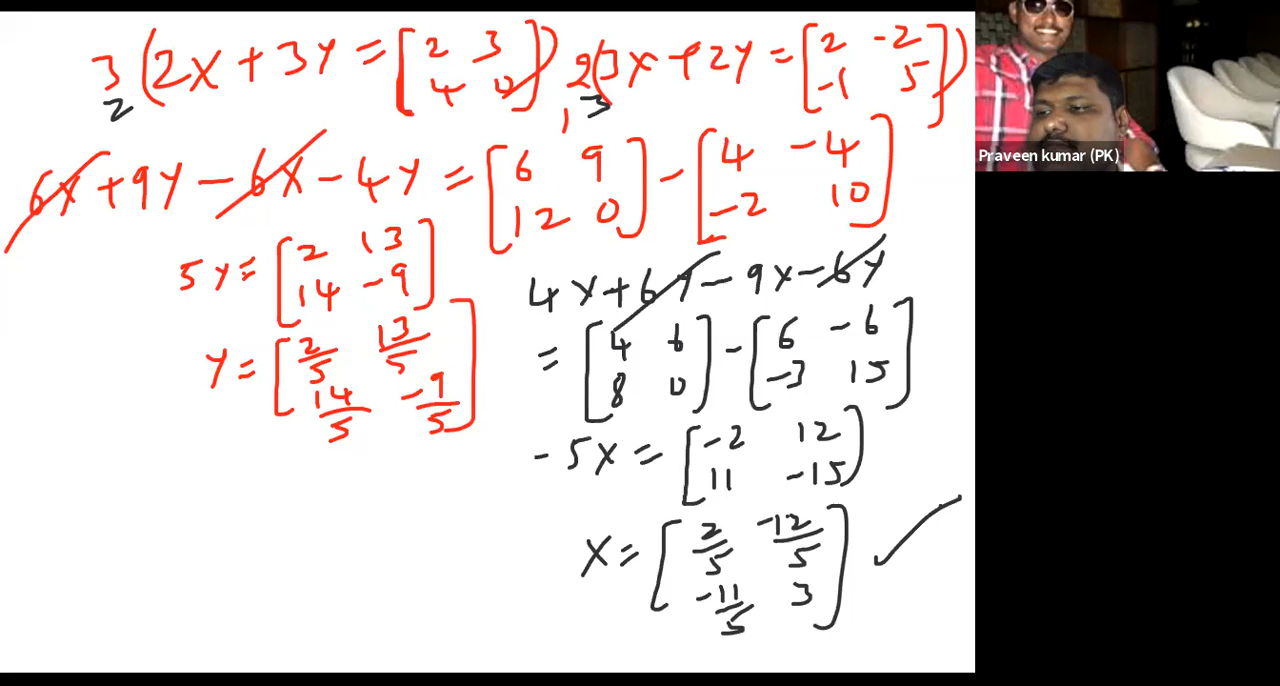 3 (2X + 3Y = [2 3) , 2(3X + 2Y = [2 -2)
2 4 0] 3 -1 5]
6X + 9Y - 6X - 4Y = [6 9] - [4 -4]
[12 0] [-2 10]
5Y = [2 13]
[14 -9]
Y = [2/5 13/5]
[14/5 -9/5]
4X + 6Y - 9X - 6Y
= [4 6] - [6 -6]
[8 0] [-3 15]
-5X = [-2 12]
[11 -15]
X = [2/5 -12/5]
[-11/5 3]
Praveen kumar (PK)